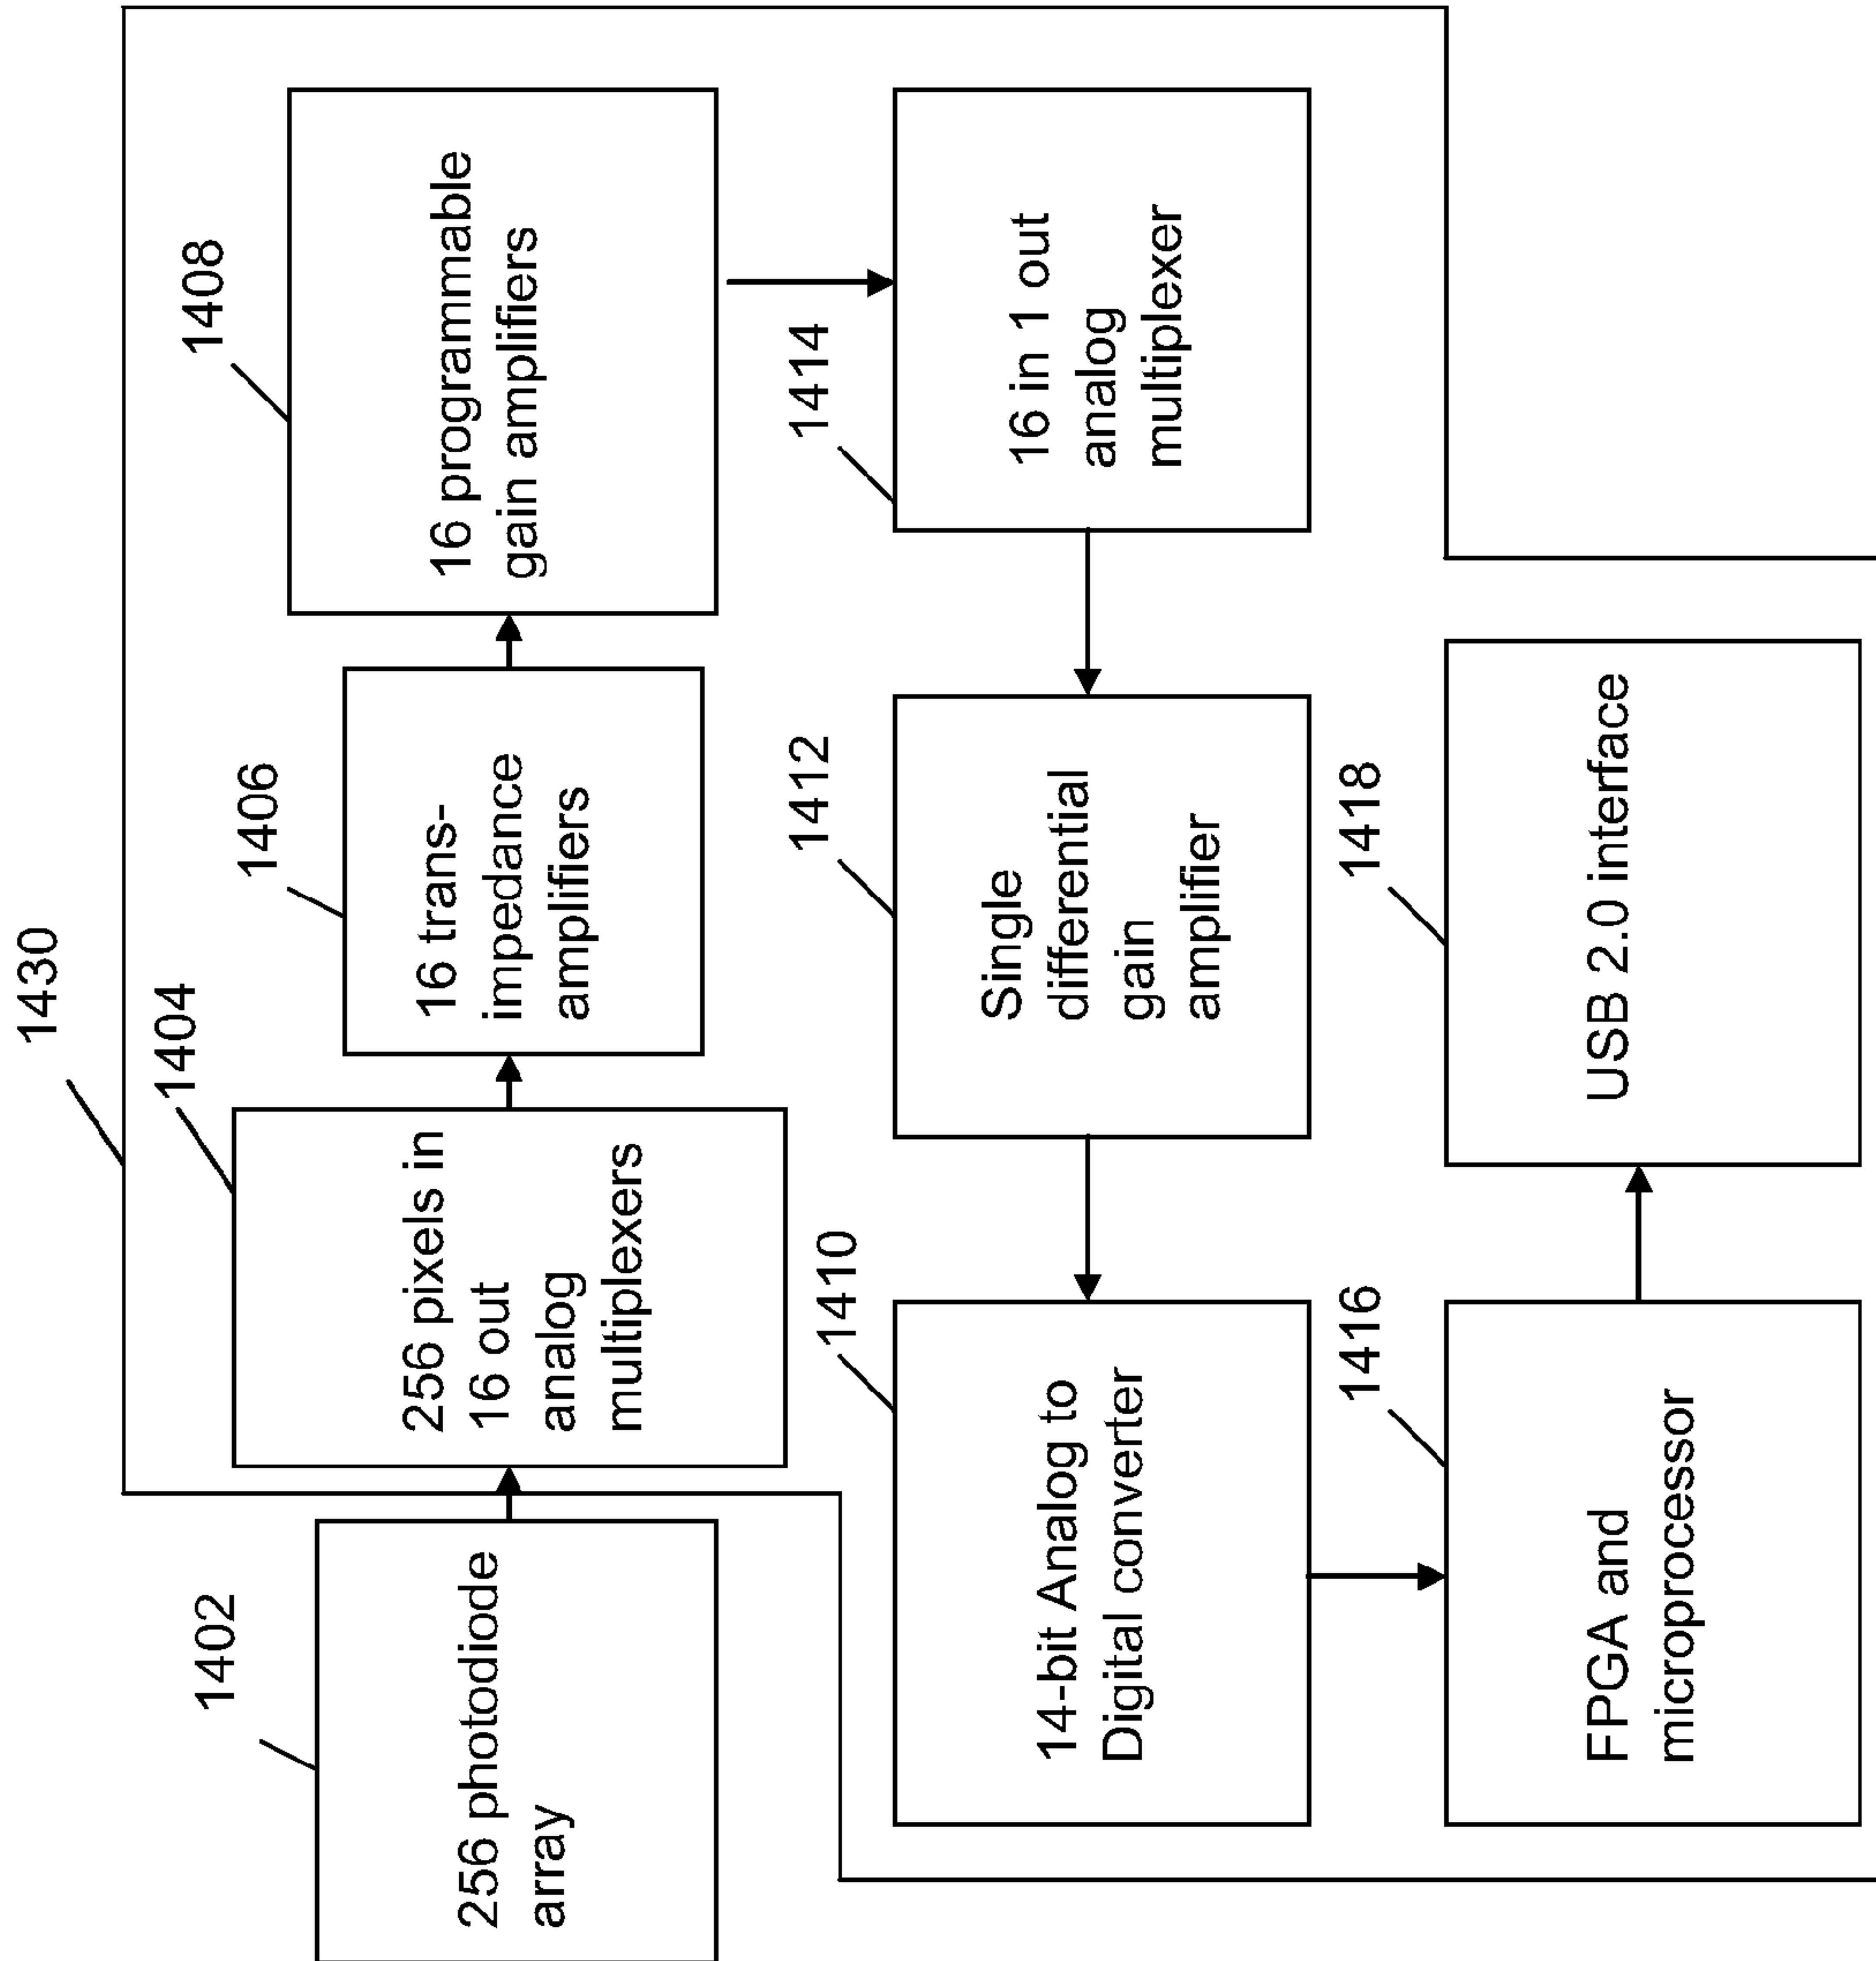 1430
1402
256 photodiode
array
1404
256 pixels in
16 out
analog
multiplexers
1406
16 trans-
impedance
amplifiers
1408
16 programmable
gain amplifiers
1410
14-bit Analog to
Digital converter
1412
Single
differential
gain
amplifier
1414
16 in 1 out
analog
multiplexer
1416
FPGA and
microprocessor
1418
USB 2.0 interface